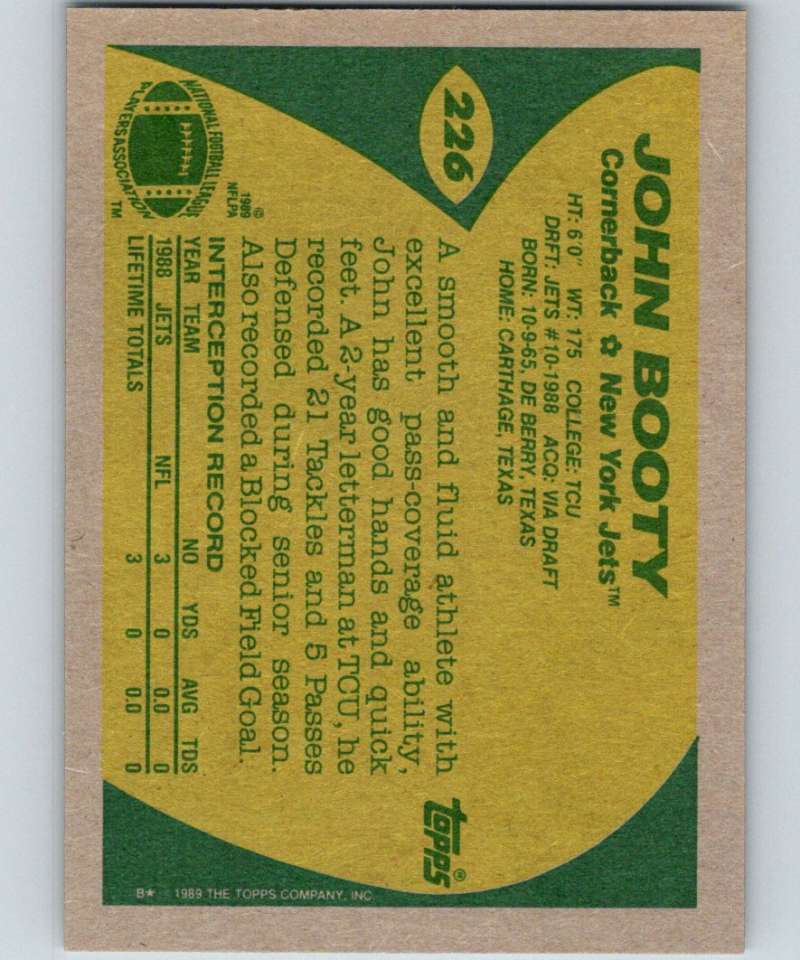 226
JOHN BOOTY
Cornerback ✿ New York Jets™
HT: 6'0" WT: 175 COLLEGE: TCU
DRFT: JETS #10-1988 ACQ: VIA DRAFT
BORN: 10-9-65, DE BERRY, TEXAS
HOME: CARTHAGE, TEXAS
A smooth and fluid athlete with
excellent pass-coverage ability,
John has good hands and quick
feet. A 2-year letterman at TCU, he
recorded 21 Tackles and 5 Passes
Defensed during senior season.
Also recorded a Blocked Field Goal.
NATIONAL FOOTBALL LEAGUE
PLAYERS ASSOCIATION
™
©
1989
NFLPA
INTERCEPTION RECORD
YEAR TEAM NO YDS AVG TDS
1988 JETS NFL 3 0 0.0 0
LIFETIME TOTALS 3 0 0.0 0
topps®
B★ © 1989 THE TOPPS COMPANY, INC.